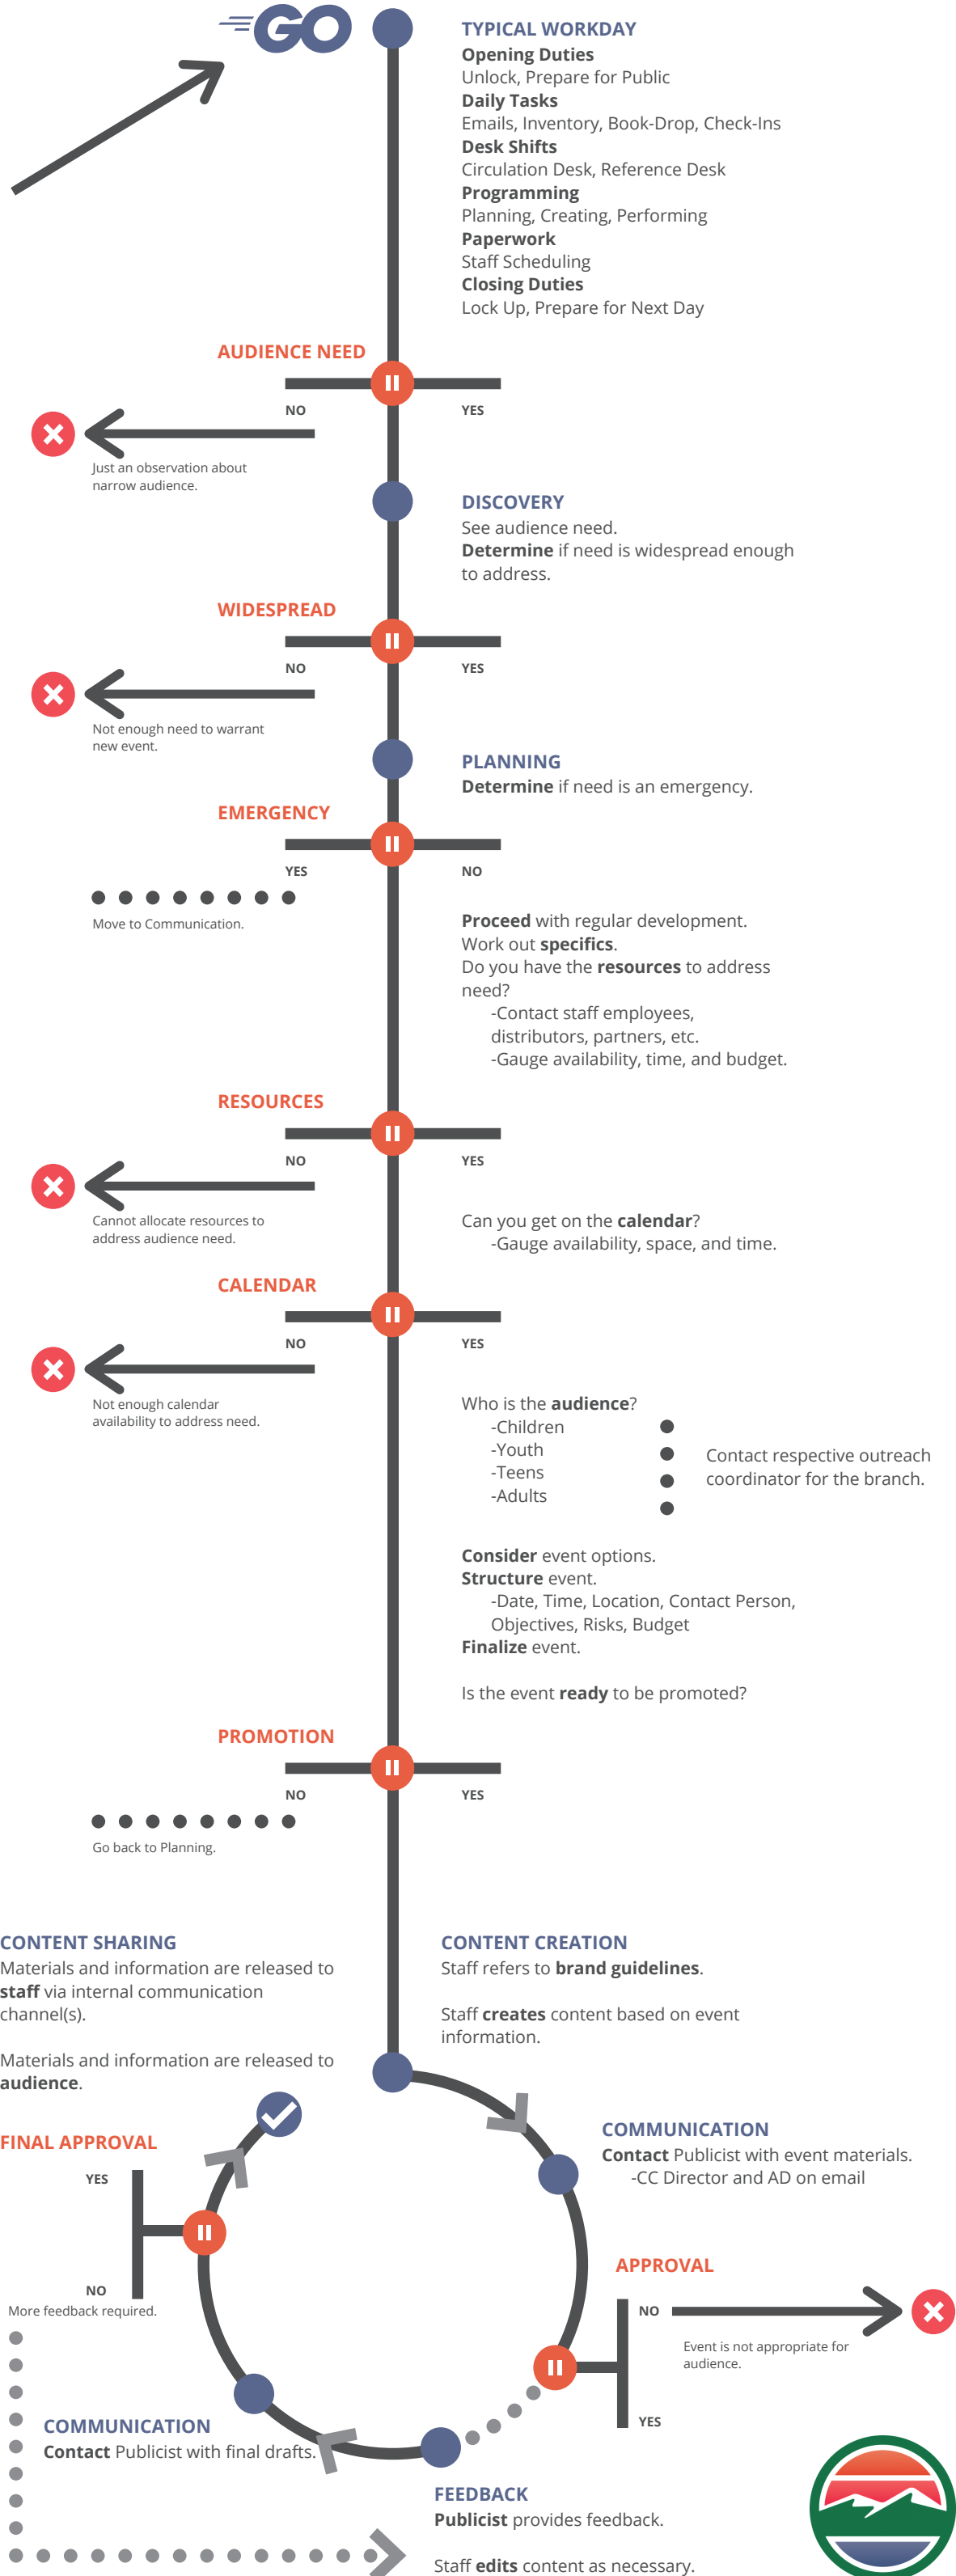 GO
TYPICAL WORKDAY
Opening Duties
Unlock, Prepare for Public
Daily Tasks
Emails, Inventory, Book-Drop, Check-Ins
Desk Shifts
Circulation Desk, Reference Desk
Programming
Planning, Creating, Performing
Paperwork
Staff Scheduling
Closing Duties
Lock Up, Prepare for Next Day
AUDIENCE NEED
NO
YES
Just an observation about
narrow audience.
DISCOVERY
See audience need.
Determine if need is widespread enough
to address.
WIDESPREAD
NO
YES
Not enough need to warrant
new event.
PLANNING
Determine if need is an emergency.
EMERGENCY
YES
NO
Move to Communication.
Proceed with regular development.
Work out specifics.
Do you have the resources to address
need?
-Contact staff employees,
distributors, partners, etc.
-Gauge availability, time, and budget.
RESOURCES
NO
YES
Cannot allocate resources to
address audience need.
Can you get on the calendar?
-Gauge availability, space, and time.
CALENDAR
NO
YES
Not enough calendar
availability to address need.
Who is the audience?
-Children
-Youth
-Teens
-Adults
Contact respective outreach
coordinator for the branch.
Consider event options.
Structure event.
-Date, Time, Location, Contact Person,
Objectives, Risks, Budget
Finalize event.
Is the event ready to be promoted?
PROMOTION
NO
YES
Go back to Planning.
CONTENT CREATION
Staff refers to brand guidelines.
Staff creates content based on event
information.
COMMUNICATION
Contact Publicist with event materials.
-CC Director and AD on email
APPROVAL
NO
Event is not appropriate for
audience.
YES
FEEDBACK
Publicist provides feedback.
Staff edits content as necessary.
COMMUNICATION
Contact Publicist with final drafts.
FINAL APPROVAL
YES
NO
More feedback required.
CONTENT SHARING
Materials and information are released to
staff via internal communication
channel(s).
Materials and information are released to
audience.